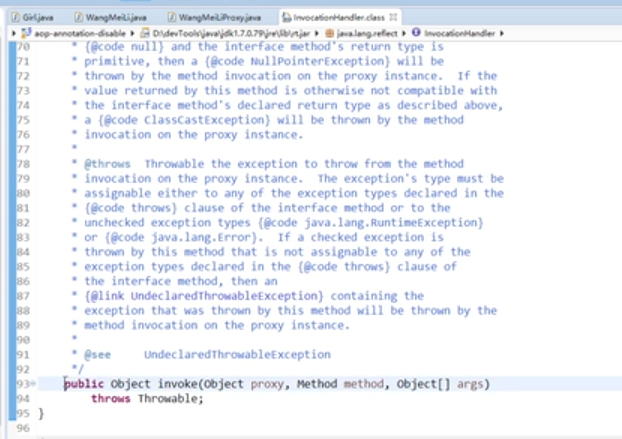 Girl.java WangMeiLi.java WangMeiLiProxy.java InvocationHandler.class
aop-annotation-disable D:\devTools\java\jdk1.7.0.79\jre\lib\rt.jar java.lang.reflect InvocationHandler
70 * {@code null} and the interface method's return type is
71 * primitive, then a {@code NullPointerException} will be
72 * thrown by the method invocation on the proxy instance. If the
73 * value returned by this method is otherwise not compatible with
74 * the interface method's declared return type as described above,
75 * a {@code ClassCastException} will be thrown by the method
76 * invocation on the proxy instance.
77 *
78 * @throws Throwable the exception to throw from the method
79 * invocation on the proxy instance. The exception's type must be
80 * assignable either to any of the exception types declared in the
81 * {@code throws} clause of the interface method or to the
82 * unchecked exception types {@code java.lang.RuntimeException}
83 * or {@code java.lang.Error}. If a checked exception is
84 * thrown by this method that is not assignable to any of the
85 * exception types declared in the {@code throws} clause of
86 * the interface method, then an
87 * {@link UndeclaredThrowableException} containing the
88 * exception that was thrown by this method will be thrown by the
89 * method invocation on the proxy instance.
90 *
91 * @see UndeclaredThrowableException
92 */
93 public Object invoke(Object proxy, Method method, Object[] args)
94 throws Throwable;
95 }
96